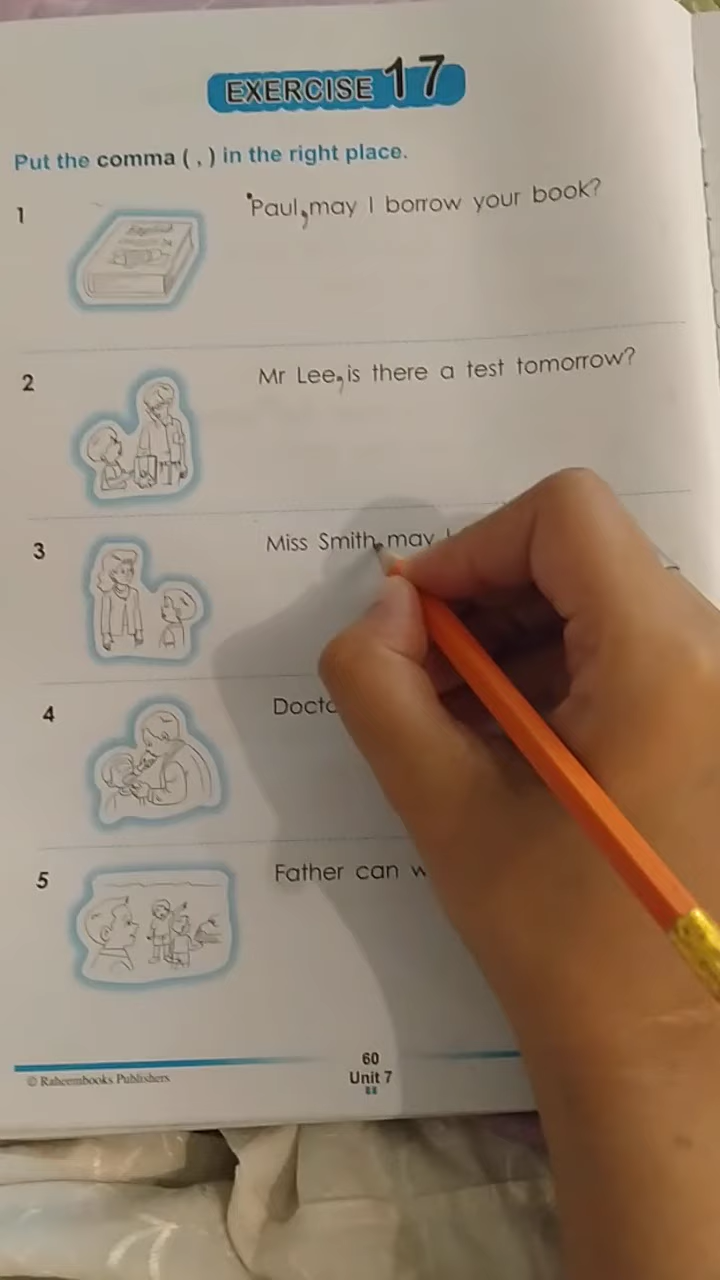 EXERCISE 17
Put the comma ( , ) in the right place.
1
Paul,may I borrow your book?
2
Mr Lee,is there a test tomorrow?
3
Miss Smith,may
4
5
Father can
60
© Raheembooks Publishers
Unit 7